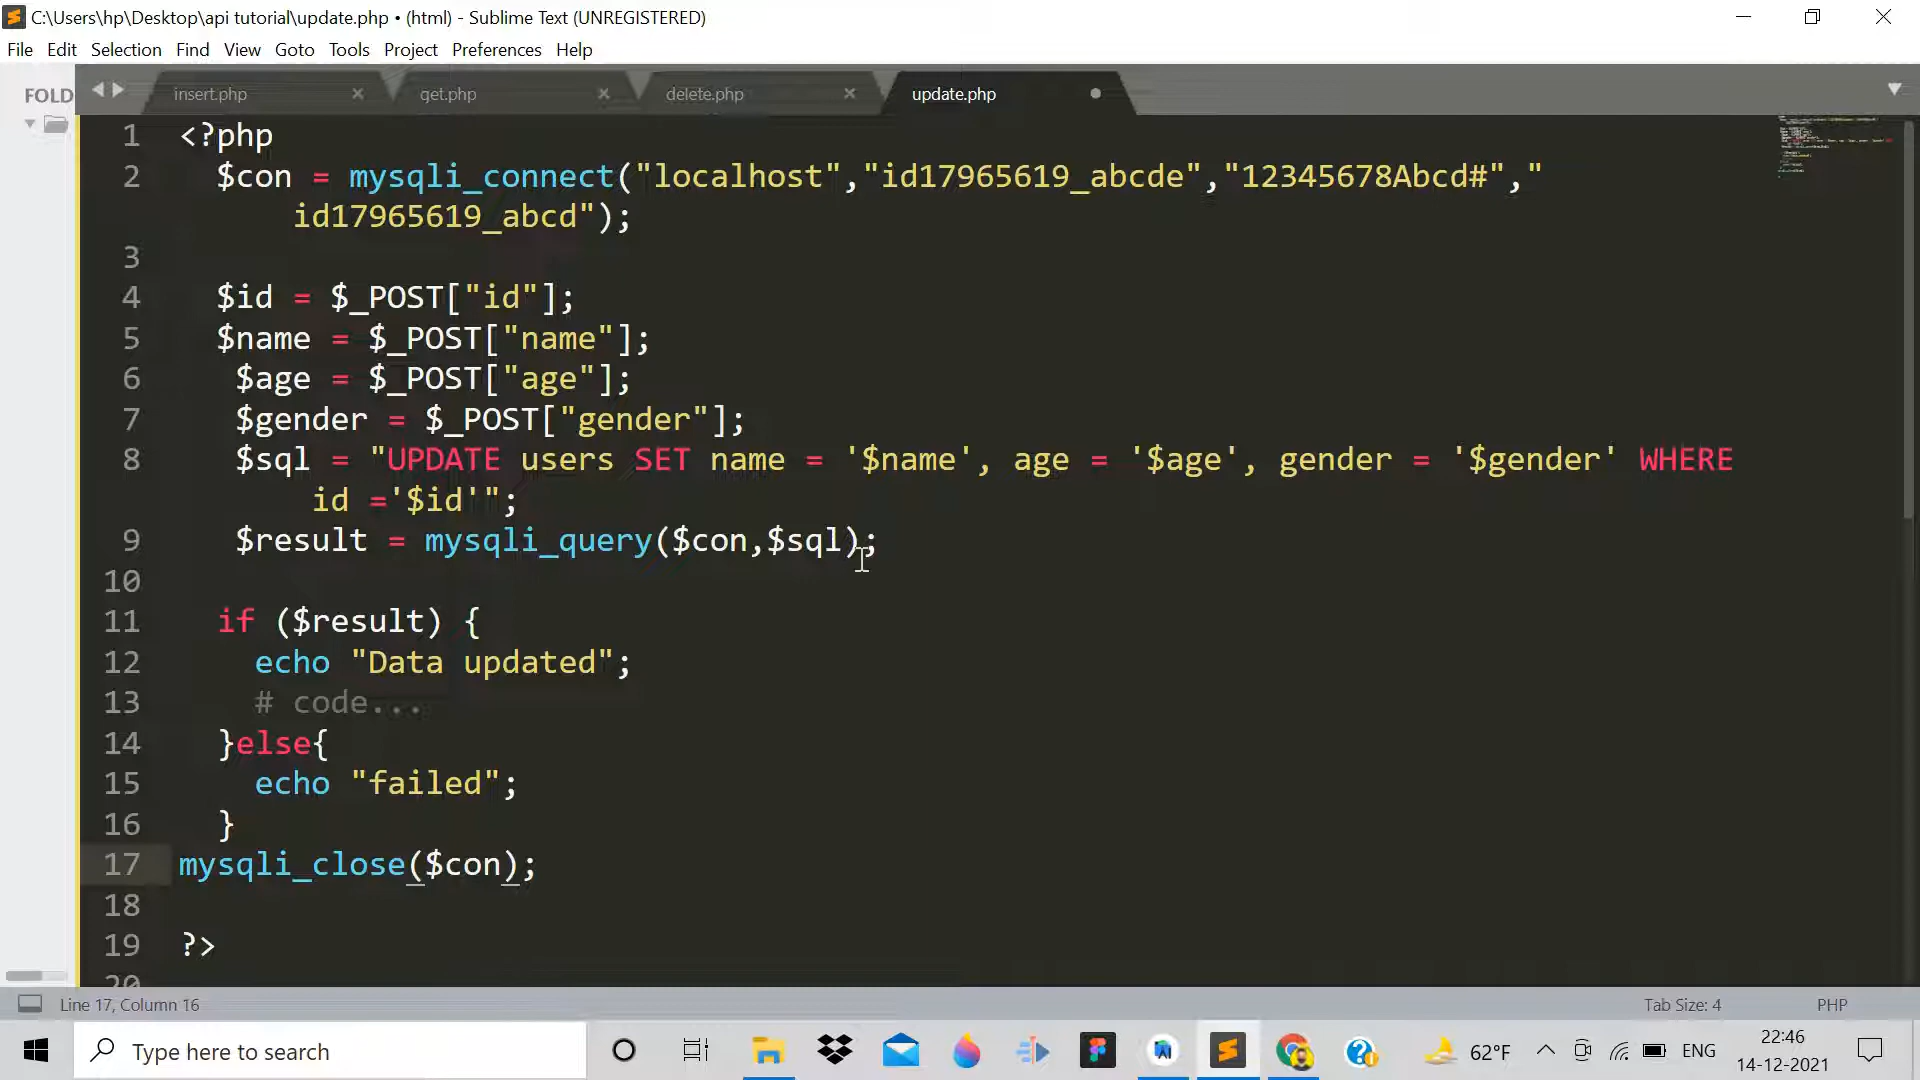 C:\Users\hp\Desktop\api tutorial\update.php • (html) - Sublime Text (UNREGISTERED)
File Edit Selection Find View Goto Tools Project Preferences Help
FOLD
insert.php × get.php × delete.php × update.php
1 <?php
2 $con = mysqli_connect("localhost","id17965619_abcde","12345678Abcd#","
id17965619_abcd");
3
4 $id = $_POST["id"];
5 $name = $_POST["name"];
6 $age = $_POST["age"];
7 $gender = $_POST["gender"];
8 $sql = "UPDATE users SET name = '$name', age = '$age', gender = '$gender' WHERE
id ='$id'";
9 $result = mysqli_query($con,$sql);
10
11 if ($result) {
12 echo "Data updated";
13 # code...
14 }else{
15 echo "failed";
16 }
17 mysqli_close($con);
18
19 ?>
20
Line 17, Column 16 Tab Size: 4 PHP
Type here to search
62°F ENG 22:46
14-12-2021